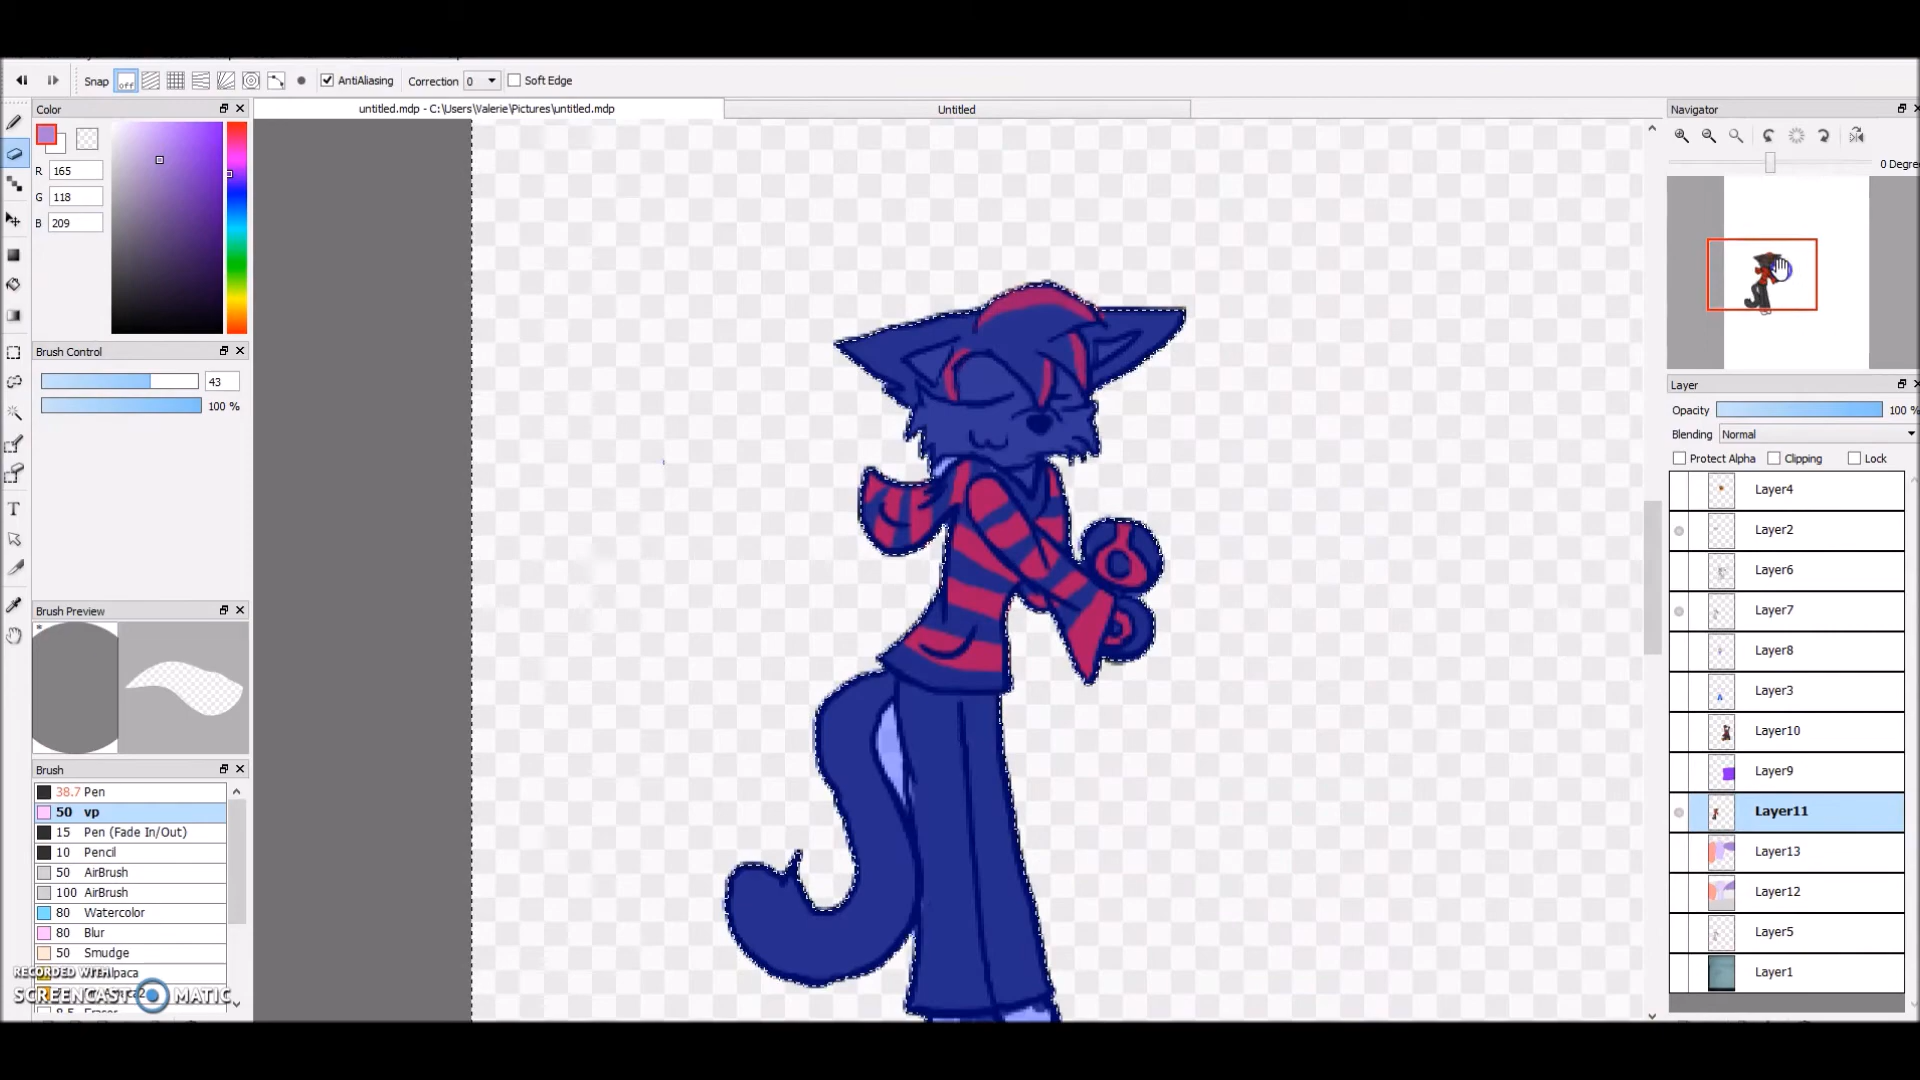 Snap off AntiAliasing Correction 0 Soft Edge
Color
untitled.mdp - C:\Users\Valerie\Pictures\untitled.mdp
Untitled
Navigator
R 165
G 118
B 209
0 Degree
Brush Control
43
100 %
Layer
Opacity 100 %
Blending Normal
Protect Alpha Clipping Lock
Layer4
Layer2
Layer6
Layer7
Layer8
Layer3
Layer10
Layer9
Layer11
Layer13
Layer12
Layer5
Layer1
Brush Preview
*
Brush
38.7 Pen
50 vp
15 Pen (Fade In/Out)
10 Pencil
50 AirBrush
100 AirBrush
80 Watercolor
80 Blur
50 Smudge
RECORDED WITH
SCREENCAST MATIC
T